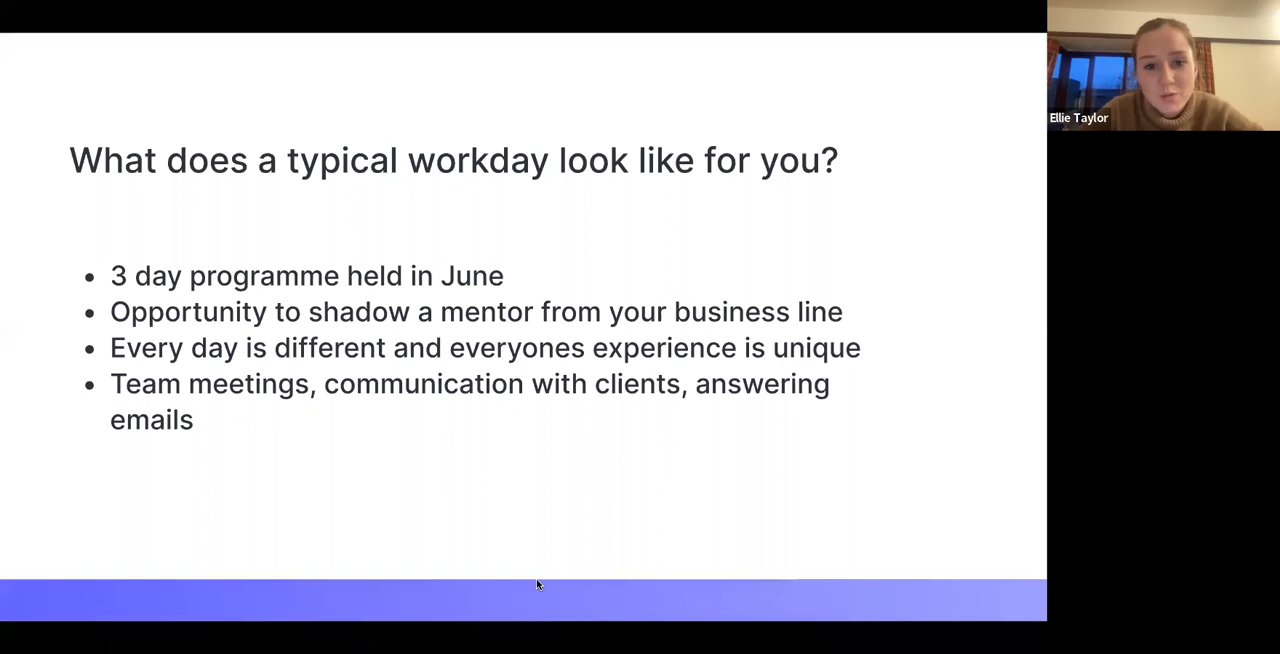 What does a typical workday look like for you?
• 3 day programme held in June
• Opportunity to shadow a mentor from your business line
• Every day is different and everyones experience is unique
• Team meetings, communication with clients, answering
emails
Ellie Taylor